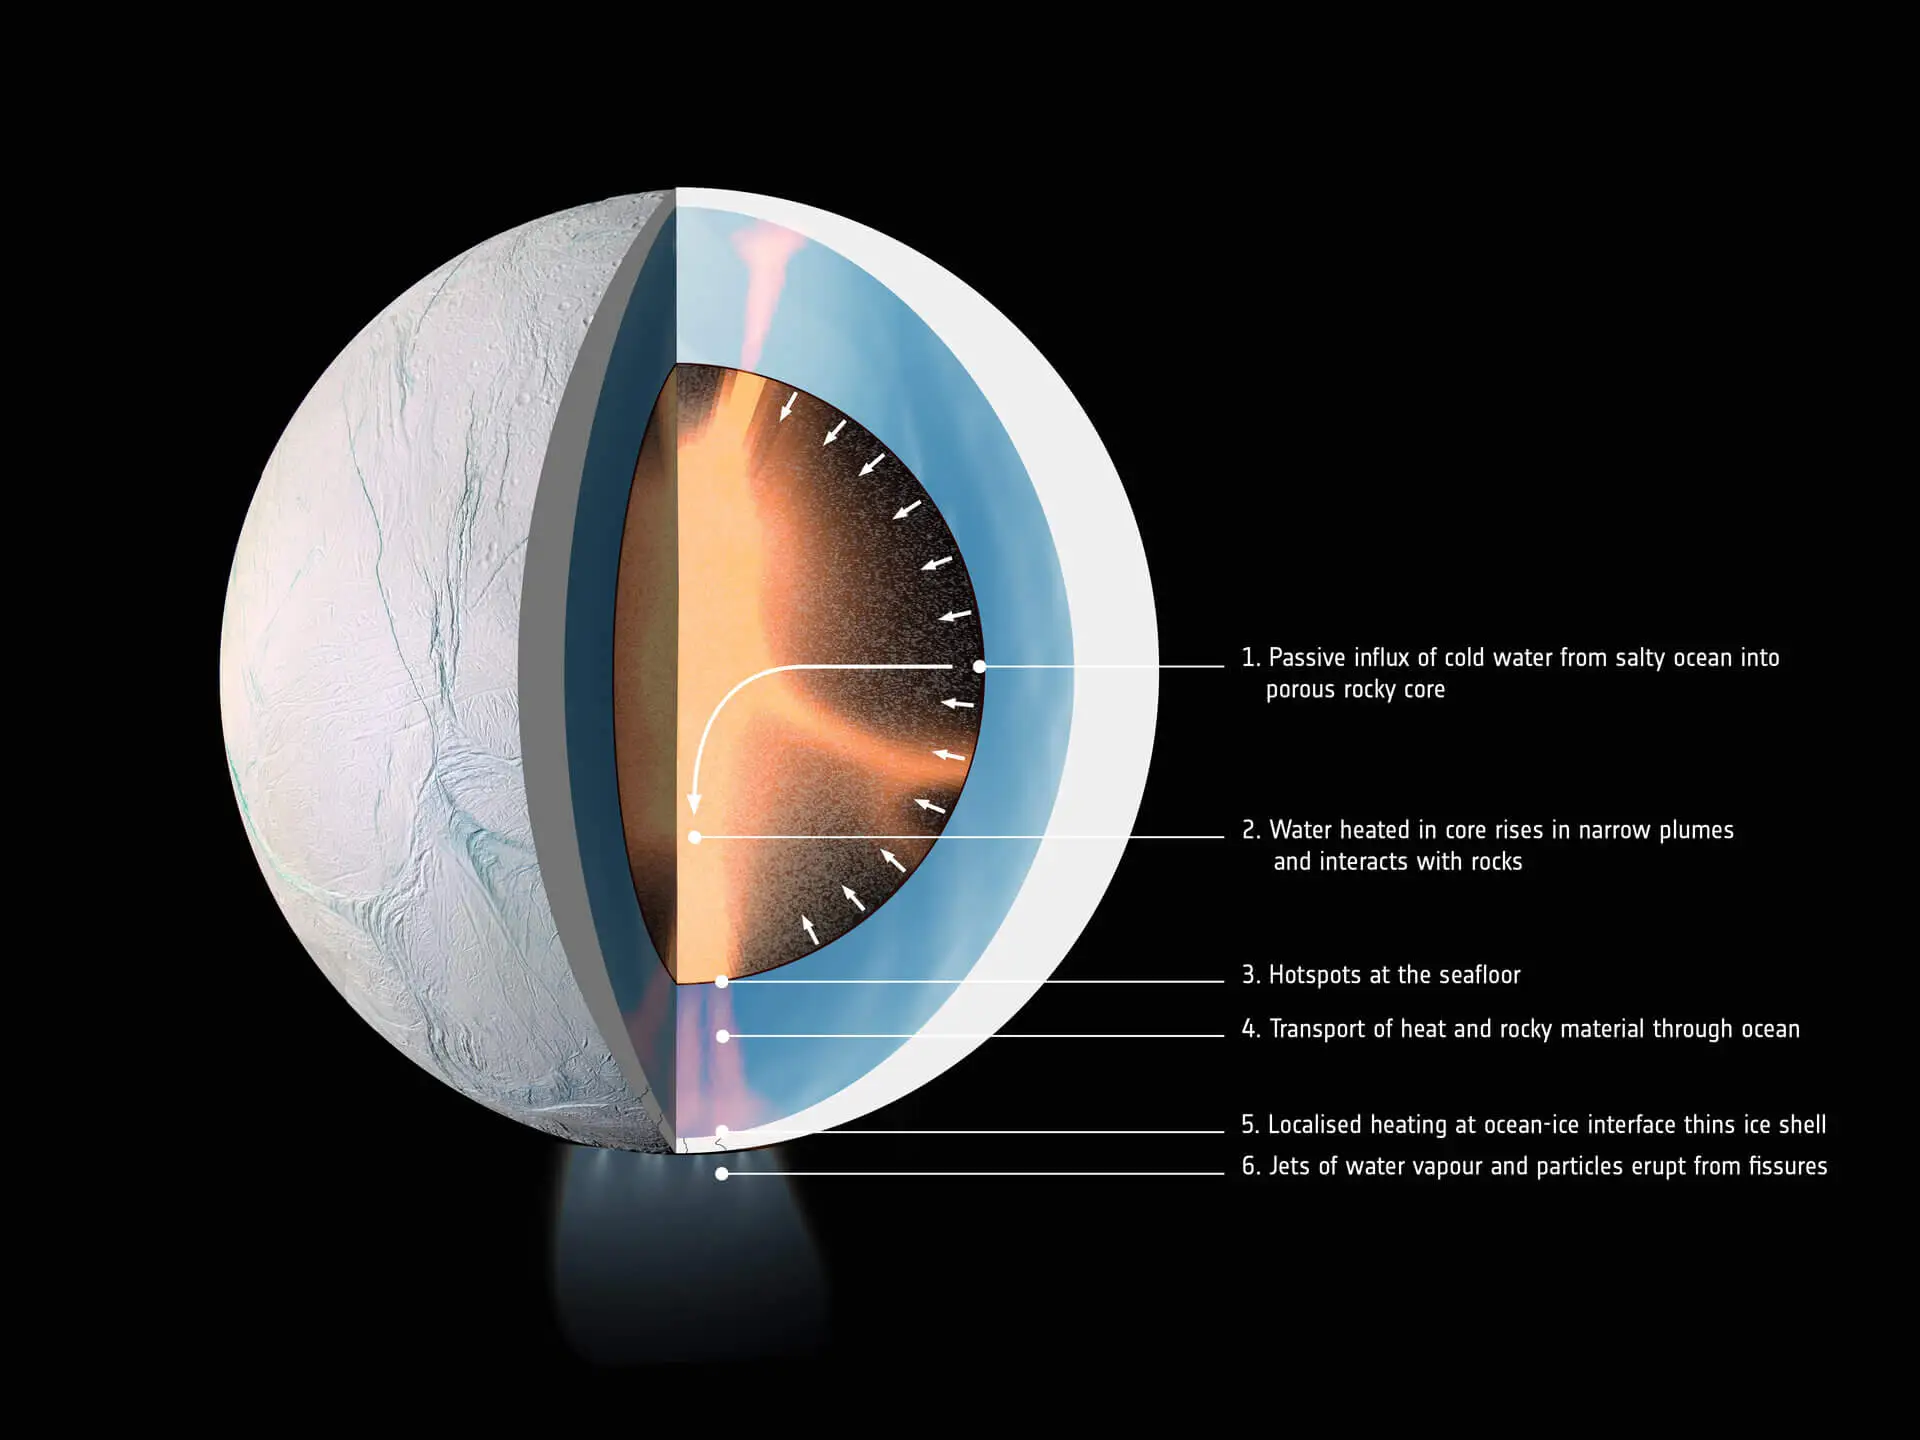 1. Passive influx of cold water from salty ocean into
porous rocky core
2. Water heated in core rises in narrow plumes
and interacts with rocks
3. Hotspots at the seafloor
4. Transport of heat and rocky material through ocean
5. Localised heating at ocean-ice interface thins ice shell
6. Jets of water vapour and particles erupt from fissures